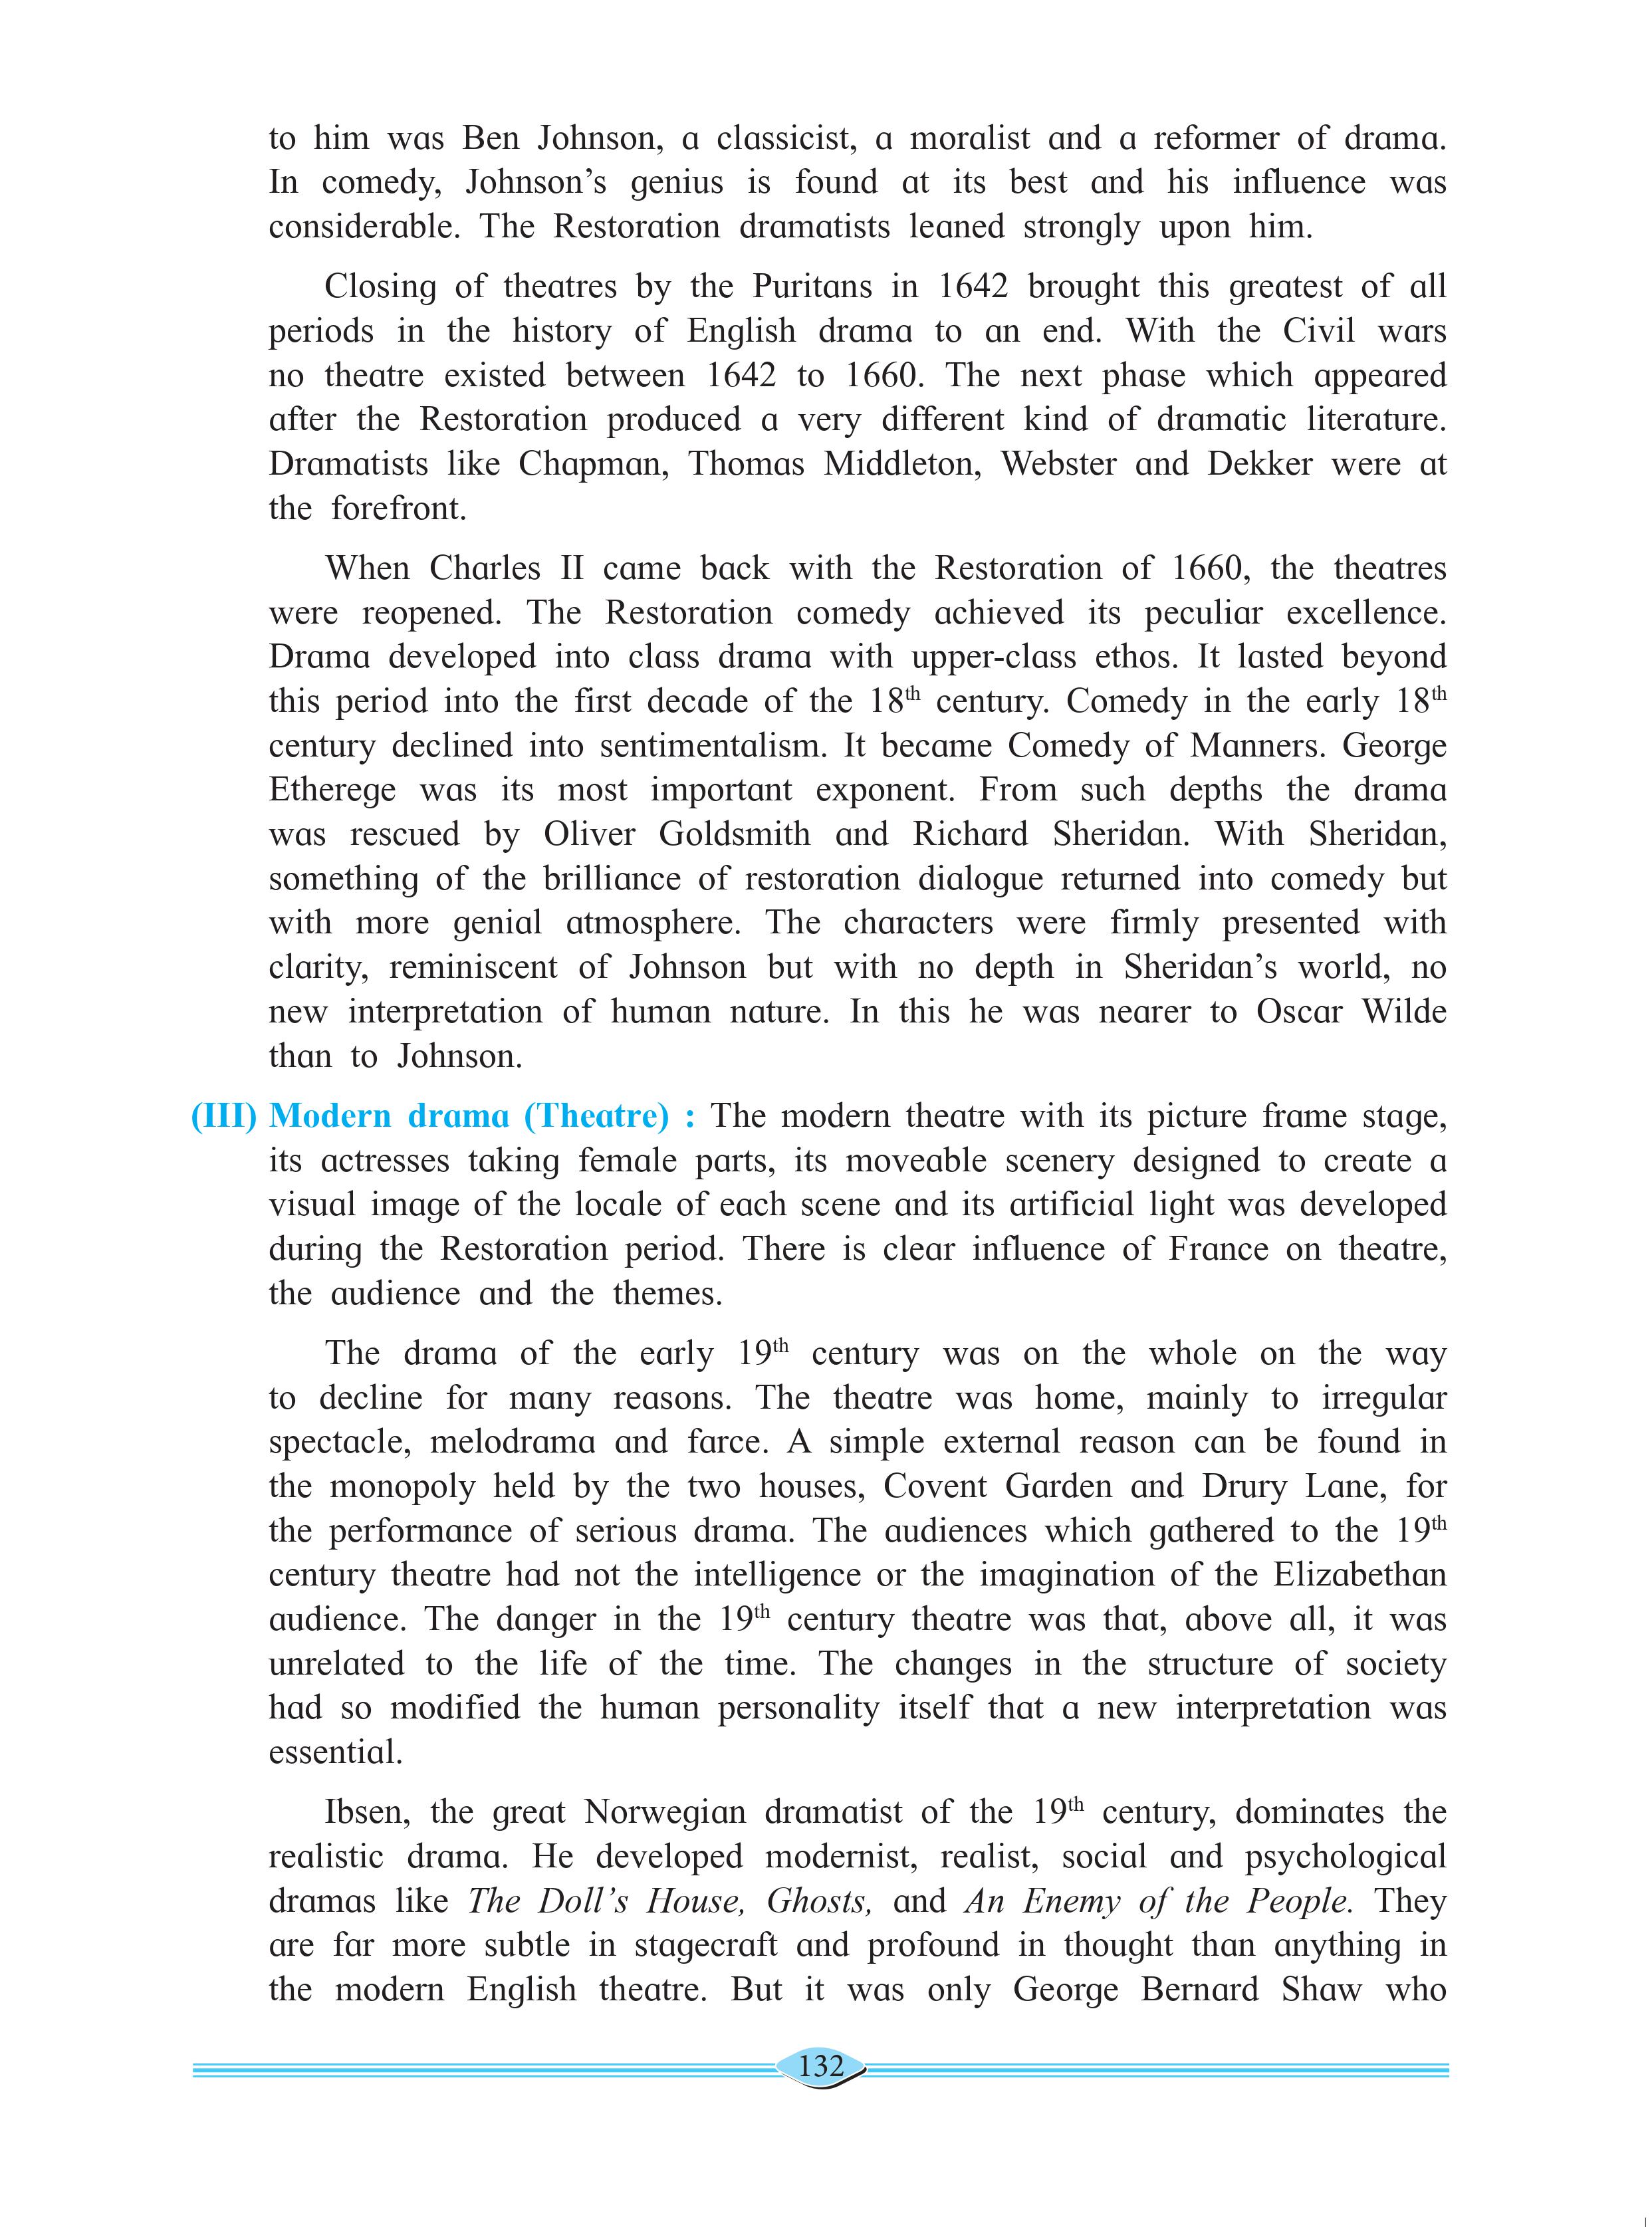 to him was Ben Johnson, a classicist, a moralist and a reformer of drama.
In comedy, Johnson’s genius is found at its best and his influence was
considerable. The Restoration dramatists leaned strongly upon him.
Closing of theatres by the Puritans in 1642 brought this greatest of all
periods in the history of English drama to an end. With the Civil wars
no theatre existed between 1642 to 1660. The next phase which appeared
after the Restoration produced a very different kind of dramatic literature.
Dramatists like Chapman, Thomas Middleton, Webster and Dekker were at
the forefront.
When Charles II came back with the Restoration of 1660, the theatres
were reopened. The Restoration comedy achieved its peculiar excellence.
Drama developed into class drama with upper-class ethos. It lasted beyond
this period into the first decade of the 18th century. Comedy in the early 18th
century declined into sentimentalism. It became Comedy of Manners. George
Etherege was its most important exponent. From such depths the drama
was rescued by Oliver Goldsmith and Richard Sheridan. With Sheridan,
something of the brilliance of restoration dialogue returned into comedy but
with more genial atmosphere. The characters were firmly presented with
clarity, reminiscent of Johnson but with no depth in Sheridan’s world, no
new interpretation of human nature. In this he was nearer to Oscar Wilde
than to Johnson.
(III) Modern drama (Theatre) : The modern theatre with its picture frame stage,
its actresses taking female parts, its moveable scenery designed to create a
visual image of the locale of each scene and its artificial light was developed
during the Restoration period. There is clear influence of France on theatre,
the audience and the themes.
The drama of the early 19th century was on the whole on the way
to decline for many reasons. The theatre was home, mainly to irregular
spectacle, melodrama and farce. A simple external reason can be found in
the monopoly held by the two houses, Covent Garden and Drury Lane, for
the performance of serious drama. The audiences which gathered to the 19th
century theatre had not the intelligence or the imagination of the Elizabethan
audience. The danger in the 19th century theatre was that, above all, it was
unrelated to the life of the time. The changes in the structure of society
had so modified the human personality itself that a new interpretation was
essential.
Ibsen, the great Norwegian dramatist of the 19th century, dominates the
realistic drama. He developed modernist, realist, social and psychological
dramas like The Doll’s House, Ghosts, and An Enemy of the People. They
are far more subtle in stagecraft and profound in thought than anything in
the modern English theatre. But it was only George Bernard Shaw who
132